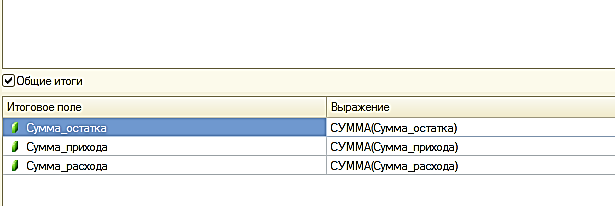 Общие итоги
Итоговое поле Выражение
Сумма_остатка СУММА(Сумма_остатка)
Сумма_прихода СУММА(Сумма_прихода)
Сумма_расхода СУММА(Сумма_расхода)